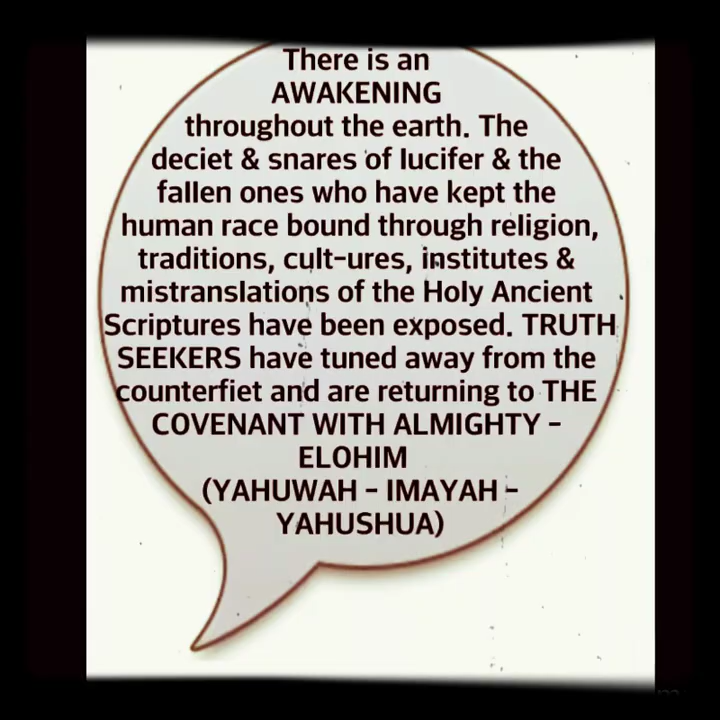 There is an
AWAKENING
throughout the earth. The
deciet & snares of lucifer & the
fallen ones who have kept the
human race bound through religion,
traditions, cult-ures, institutes &
mistranslations of the Holy Ancient
Scriptures have been exposed. TRUTH
SEEKERS have tuned away from the
counterfiet and are returning to THE
COVENANT WITH ALMIGHTY -
ELOHIM
(YAHUWAH - IMAYAH -
YAHUSHUA)